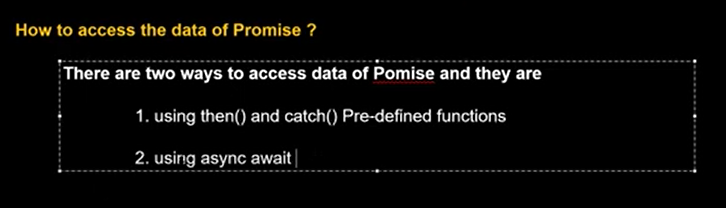 How to access the data of Promise ?
There are two ways to access data of Pomise and they are
1. using then() and catch() Pre-defined functions
2. using async await